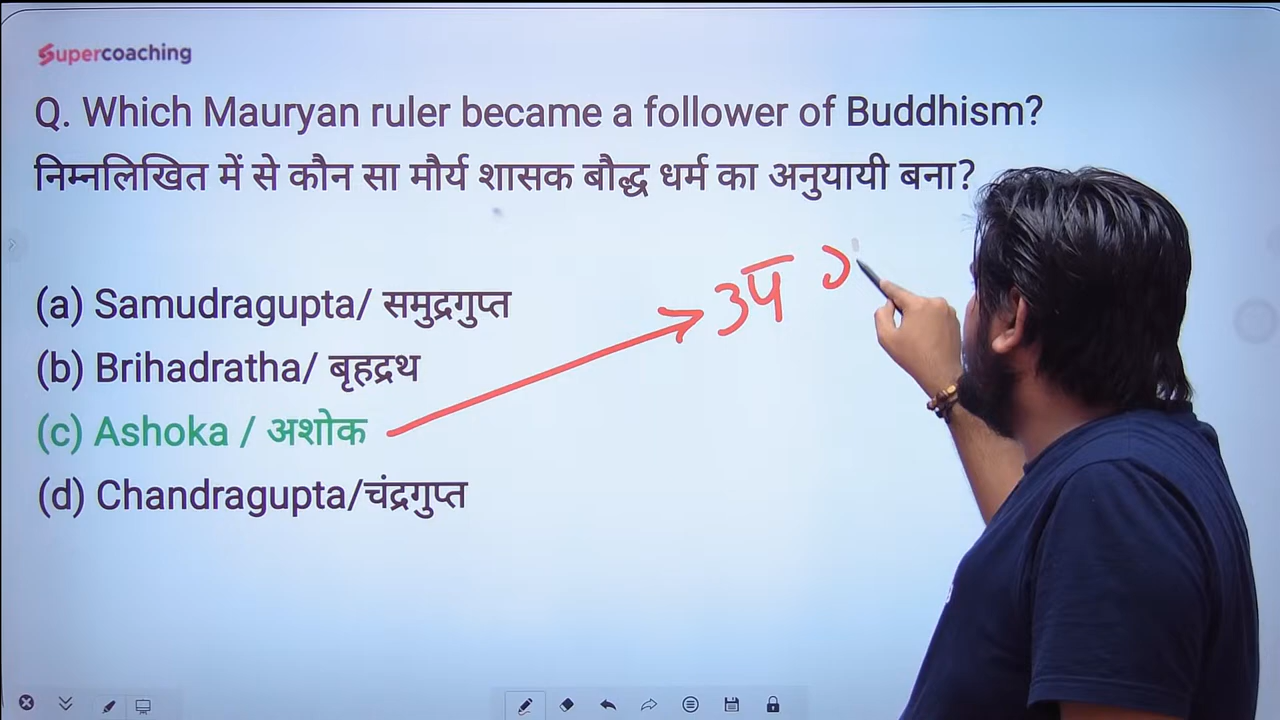 Supercoaching
Q. Which Mauryan ruler became a follower of Buddhism?
निम्नलिखित में से कौन सा मौर्य शासक बौद्ध धर्म का अनुयायी बना?
(a) Samudragupta/ समुद्रगुप्त
(b) Brihadratha/ बृहद्रथ
(c) Ashoka / अशोक
(d) Chandragupta/चंद्रगुप्त
उप